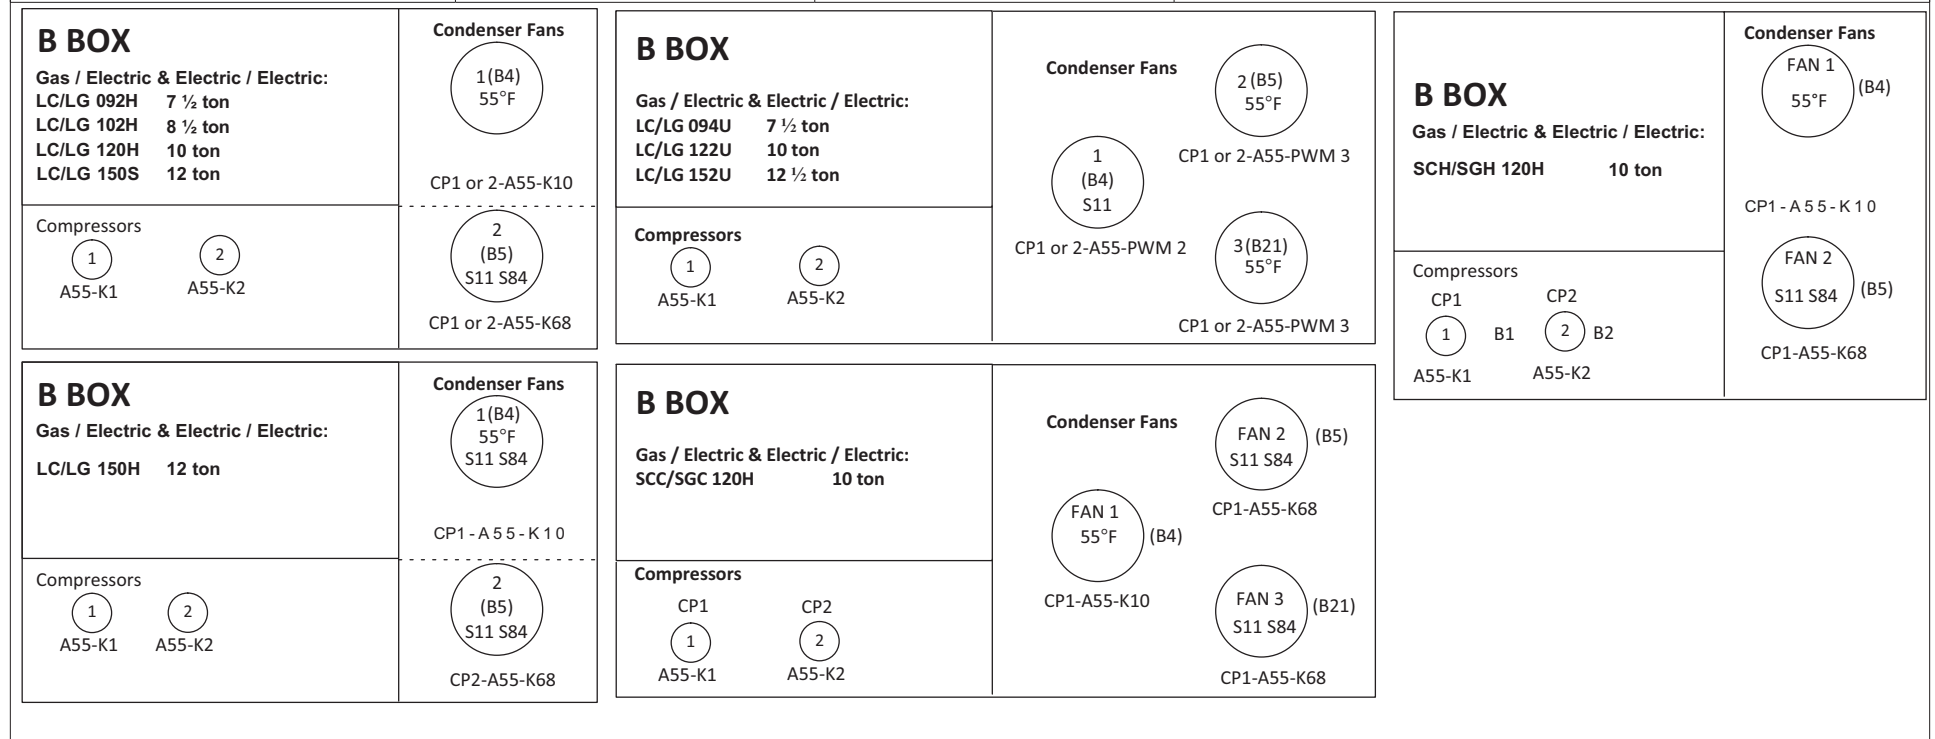 B BOX
Gas / Electric & Electric / Electric:
LC/LG 092H 7 ½ ton
LC/LG 102H 8 ½ ton
LC/LG 120H 10 ton
LC/LG 150S 12 ton
Compressors
1
A55-K1
2
A55-K2
Condenser Fans
1(B4)
55°F
CP1 or 2-A55-K10
2
(B5)
S11 S84
CP1 or 2-A55-K68
B BOX
Gas / Electric & Electric / Electric:
LC/LG 094U 7 ½ ton
LC/LG 122U 10 ton
LC/LG 152U 12 ½ ton
Compressors
1
A55-K1
2
A55-K2
Condenser Fans
2 (B5)
55°F
CP1 or 2-A55-PWM 3
1
(B4)
S11
CP1 or 2-A55-PWM 2
3(B21)
55°F
CP1 or 2-A55-PWM 3
B BOX
Gas / Electric & Electric / Electric:
SCH/SGH 120H 10 ton
Compressors
CP1
1 B1
A55-K1
CP2
2 B2
A55-K2
Condenser Fans
FAN 1
55°F
(B4)
CP1-A55-K10
FAN 2
S11 S84
(B5)
CP1-A55-K68
B BOX
Gas / Electric & Electric / Electric:
LC/LG 150H 12 ton
Compressors
1
A55-K1
2
A55-K2
Condenser Fans
1(B4)
55°F
S11 S84
CP1-A55-K10
2
(B5)
S11 S84
CP2-A55-K68
B BOX
Gas / Electric & Electric / Electric:
SCC/SGC 120H 10 ton
Compressors
CP1
1
A55-K1
CP2
2
A55-K2
Condenser Fans
FAN 2
S11 S84
(B5)
CP1-A55-K68
FAN 1
55°F
(B4)
CP1-A55-K10
FAN 3
S11 S84
(B21)
CP1-A55-K68